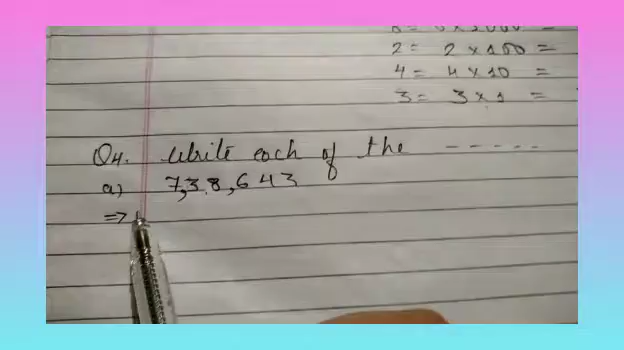 2 = 2 × 100 =
4 = 4 × 10 =
3 = 3 × 1 =
Q4. Write each of the -----
a) 7,38,643
⇒